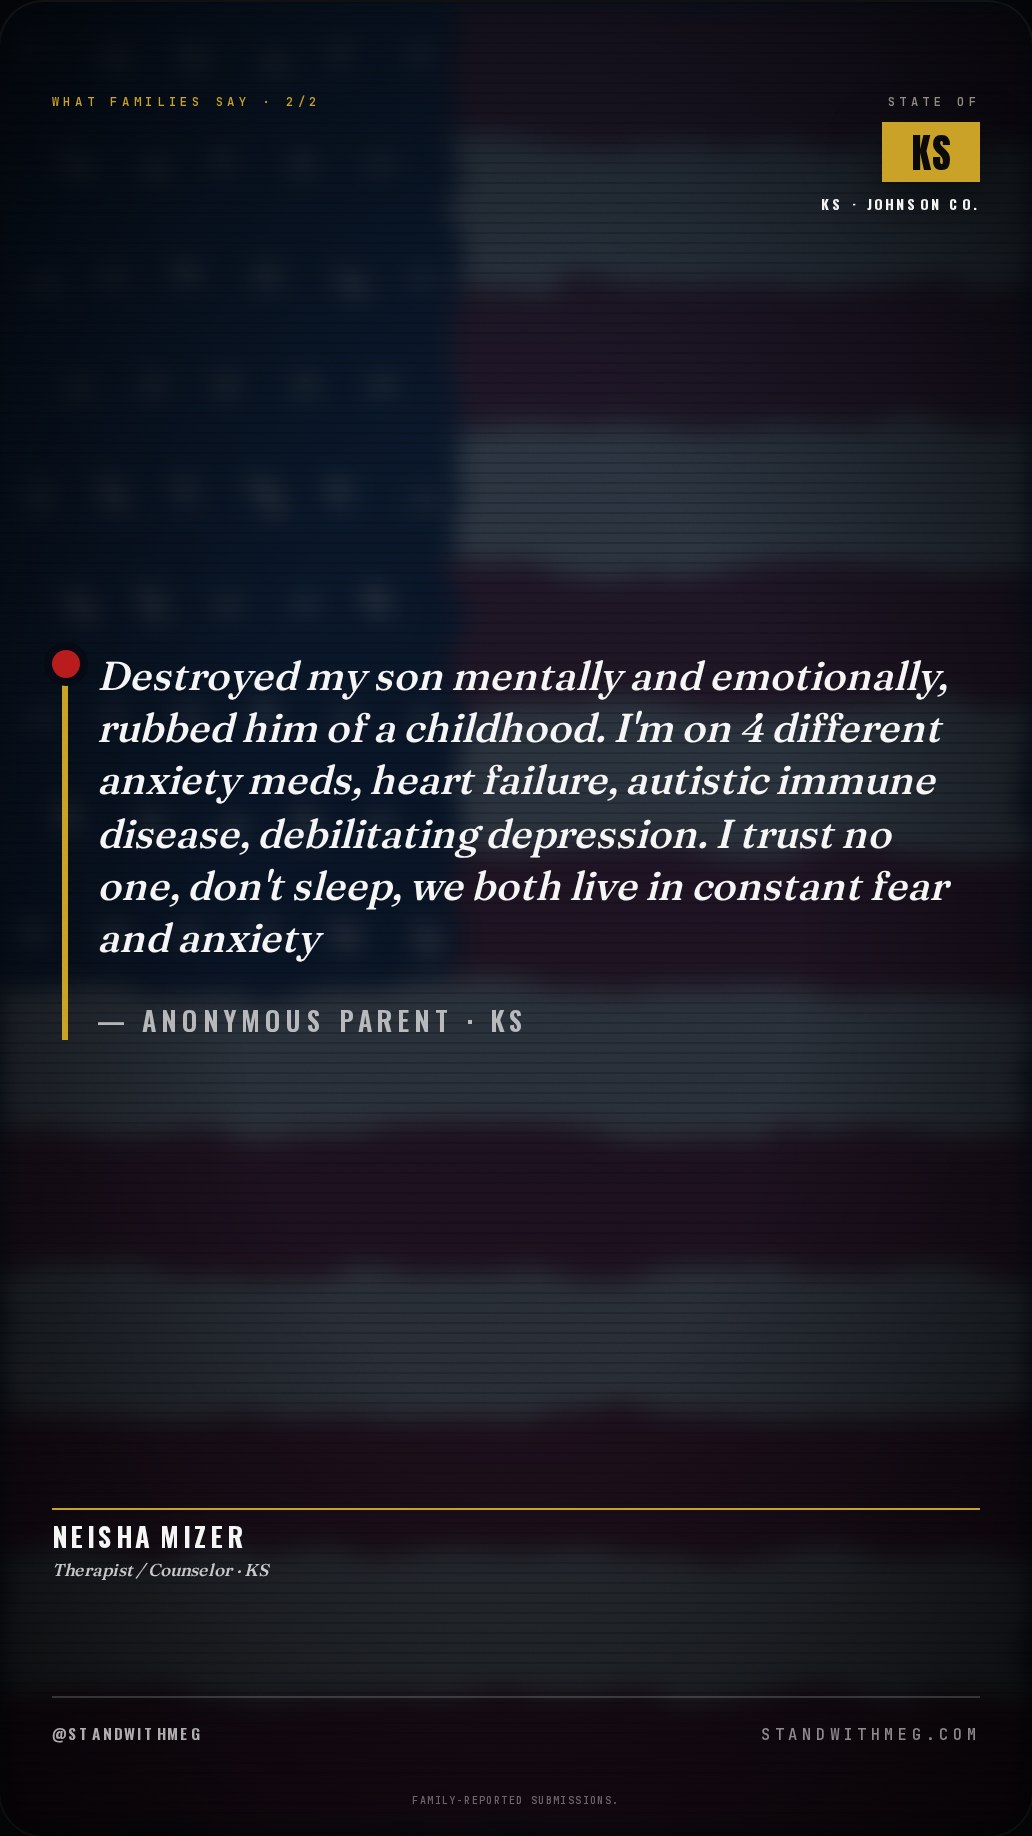 WHAT FAMILIES SAY · 2/2
STATE OF
KS
KS · JOHNSON CO.
Destroyed my son mentally and emotionally,
rubbed him of a childhood. I'm on 4 different
anxiety meds, heart failure, autistic immune
disease, debilitating depression. I trust no
one, don't sleep, we both live in constant fear
and anxiety
— ANONYMOUS PARENT · KS
NEISHA MIZER
Therapist / Counselor · KS
@STANDWITHMEG
STANDWITHMEG.COM
FAMILY-REPORTED SUBMISSIONS.